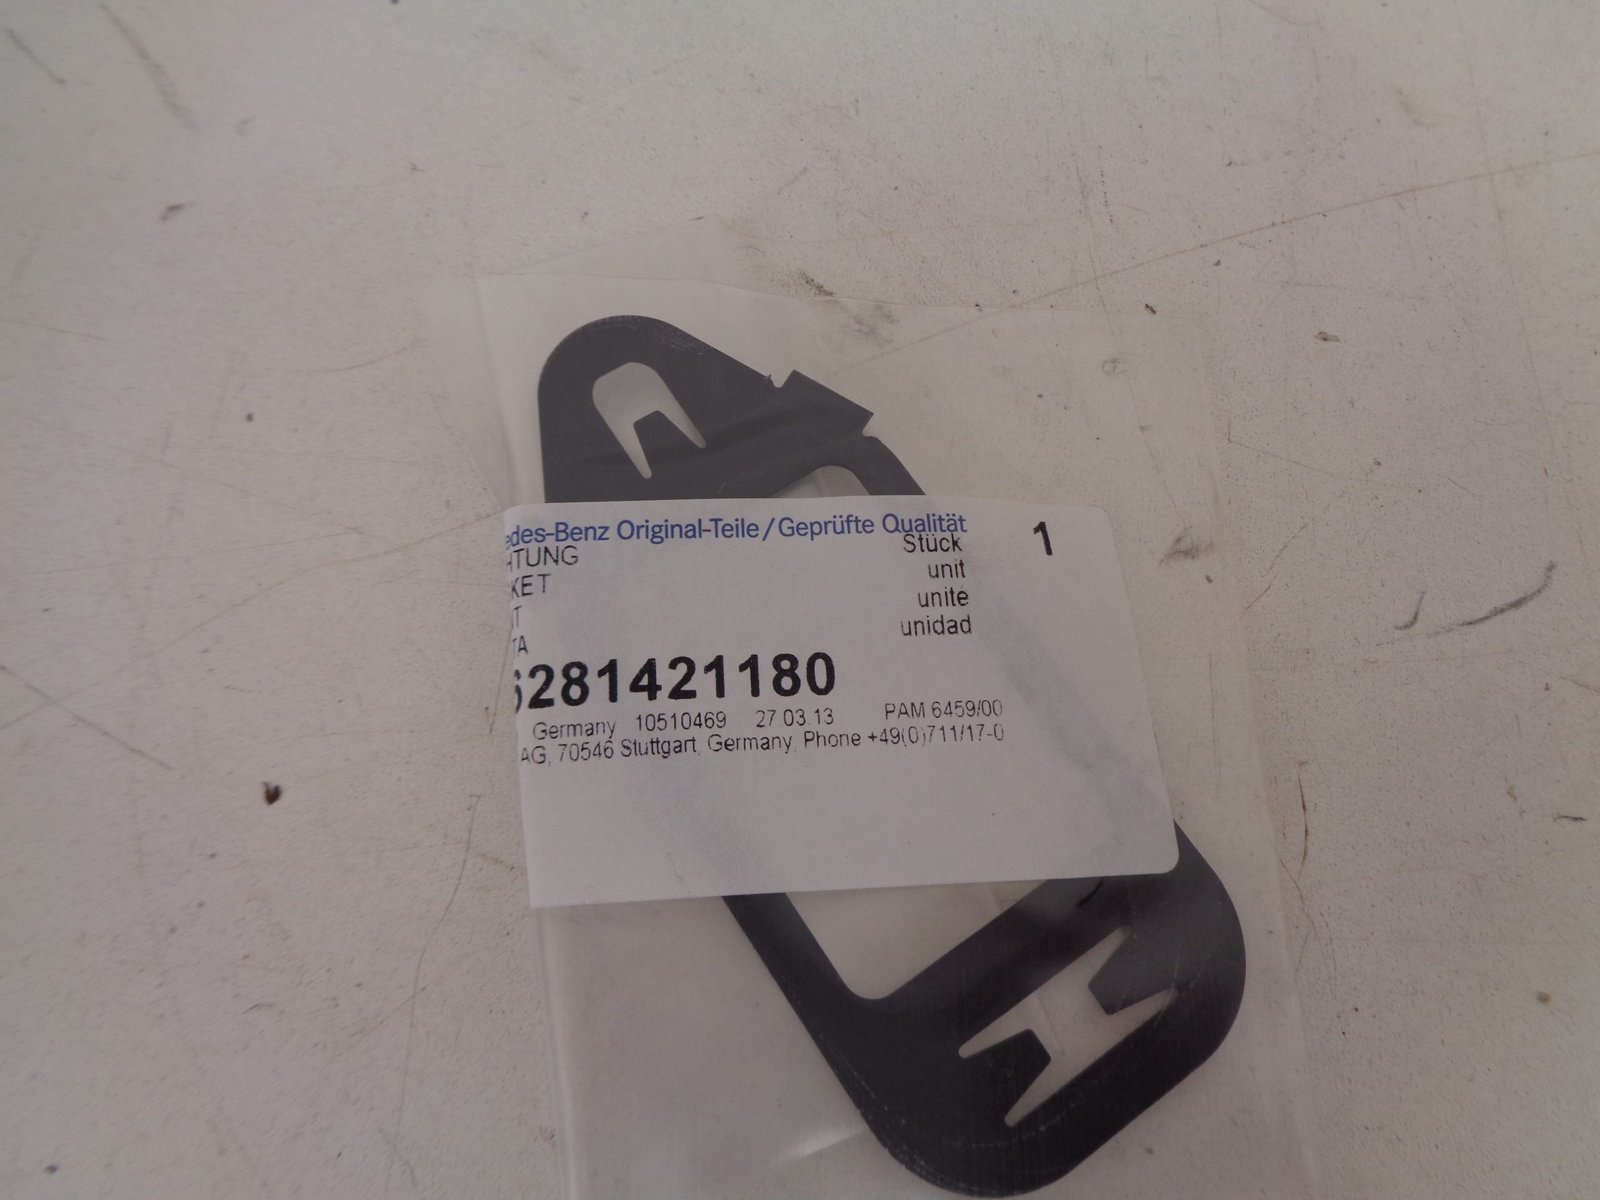 edes-Benz Original-Teile/Geprüfte Qualität
HTUNG Stück 1
KET unit
T unité
TA unidad
6281421180
Germany 10510469 27.03.13 PAM 6459/00
AG, 70546 Stuttgart, Germany, Phone +49(0)711/17-0